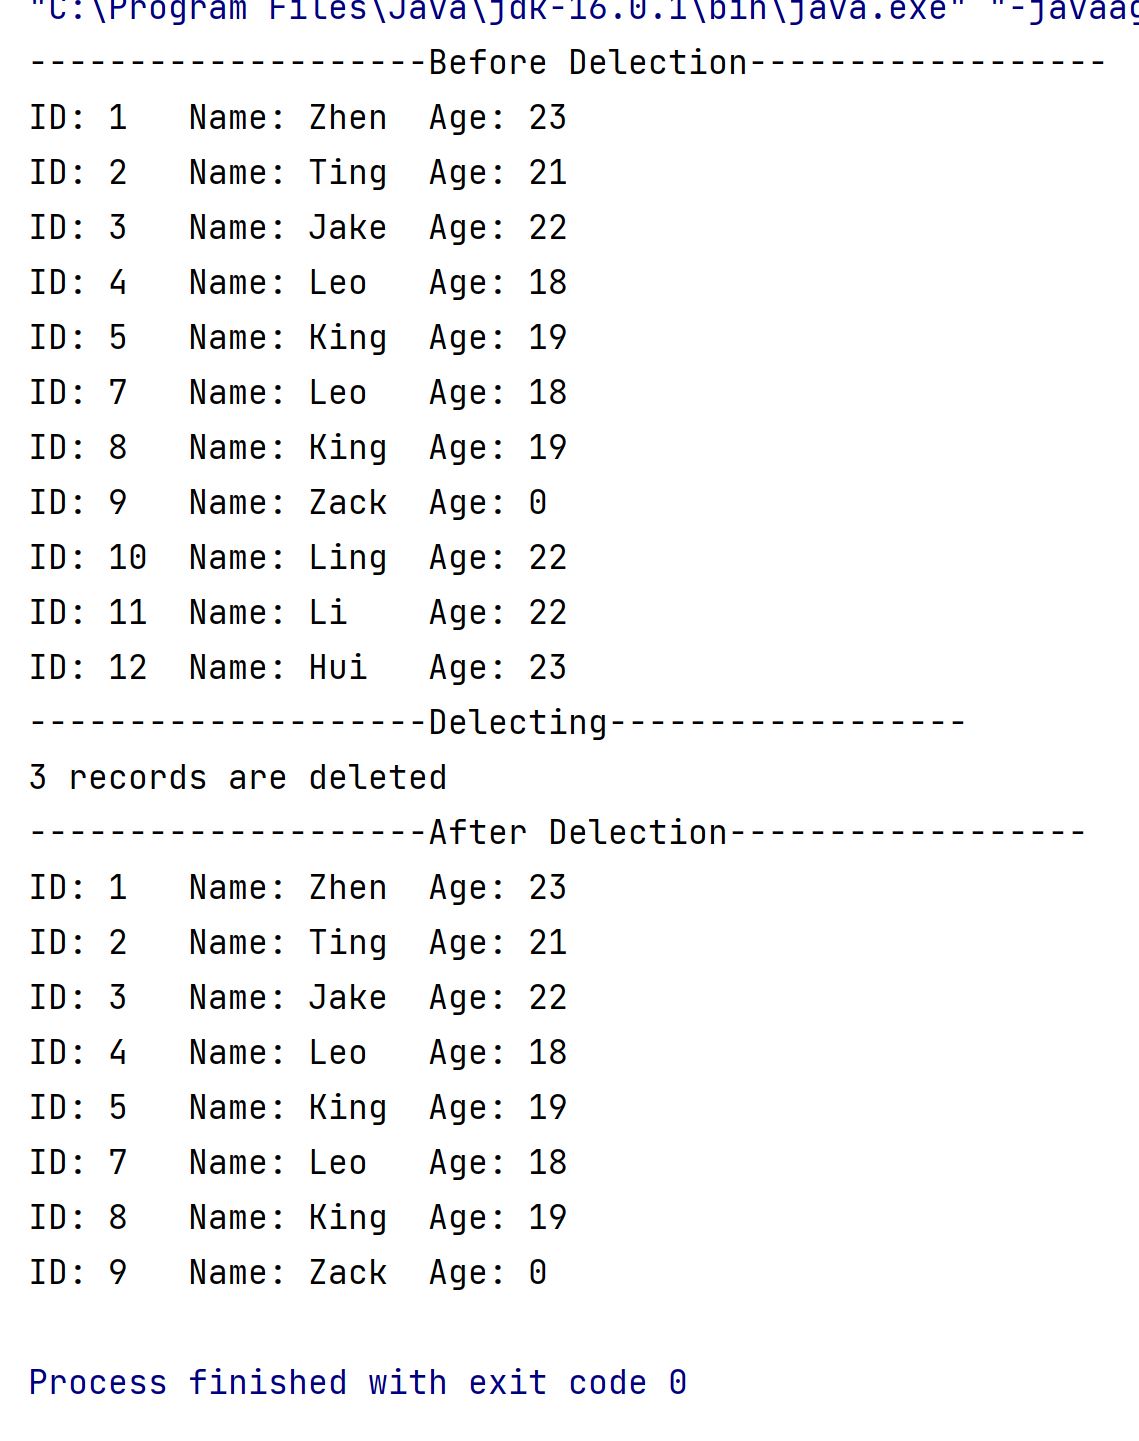 "C:\Program Files\Java\jdk-16.0.1\bin\java.exe" "-javaag
--------------------Before Delection------------------
ID: 1   Name: Zhen  Age: 23
ID: 2   Name: Ting  Age: 21
ID: 3   Name: Jake  Age: 22
ID: 4   Name: Leo   Age: 18
ID: 5   Name: King  Age: 19
ID: 7   Name: Leo   Age: 18
ID: 8   Name: King  Age: 19
ID: 9   Name: Zack  Age: 0
ID: 10  Name: Ling  Age: 22
ID: 11  Name: Li    Age: 22
ID: 12  Name: Hui   Age: 23
--------------------Delecting------------------
3 records are deleted
--------------------After Delection------------------
ID: 1   Name: Zhen  Age: 23
ID: 2   Name: Ting  Age: 21
ID: 3   Name: Jake  Age: 22
ID: 4   Name: Leo   Age: 18
ID: 5   Name: King  Age: 19
ID: 7   Name: Leo   Age: 18
ID: 8   Name: King  Age: 19
ID: 9   Name: Zack  Age: 0
Process finished with exit code 0